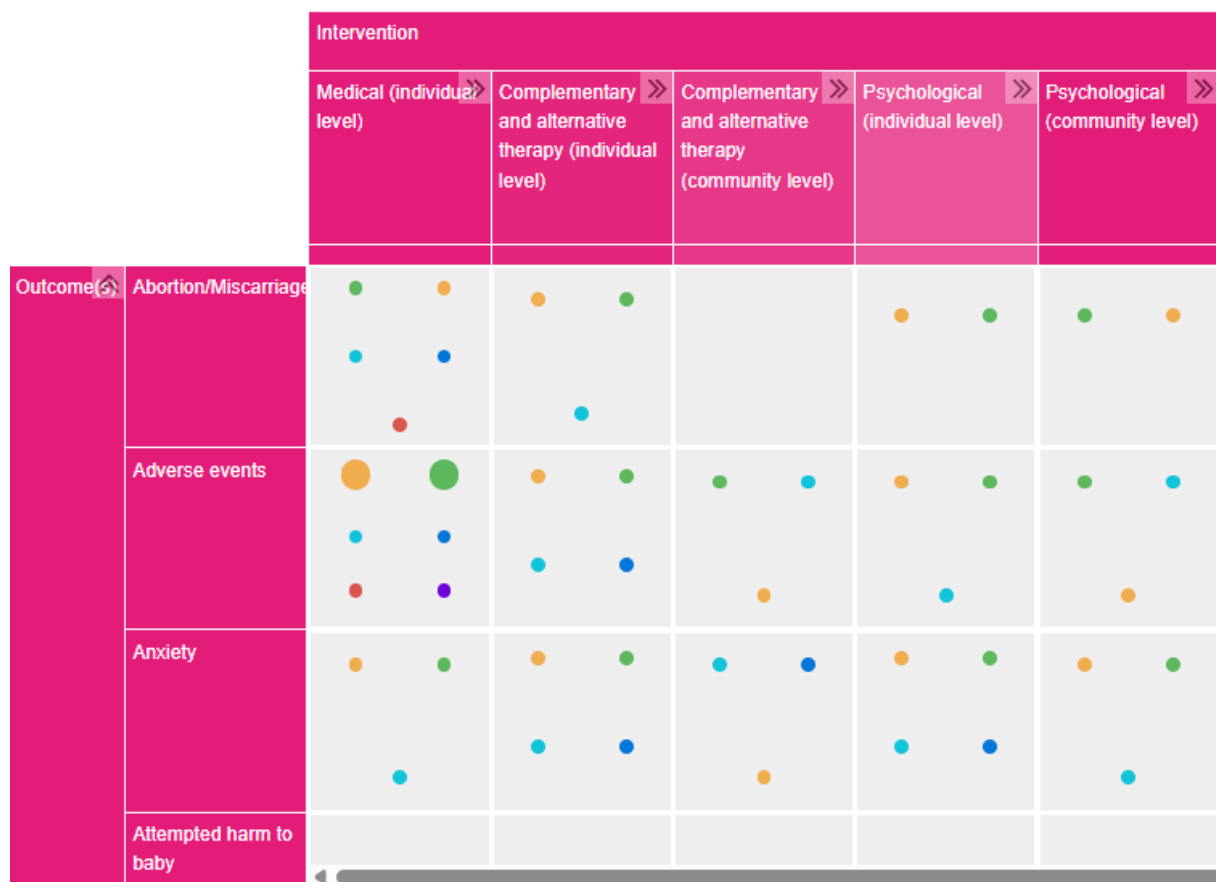 Intervention
Medical (individual
level)
Complementary
and alternative
therapy (individual
level)
Complementary
and alternative
therapy
(community level)
Psychological
(individual level)
Psychological
(community level)
Outcome(s)
Abortion/Miscarriage
Adverse events
Anxiety
Attempted harm to
baby